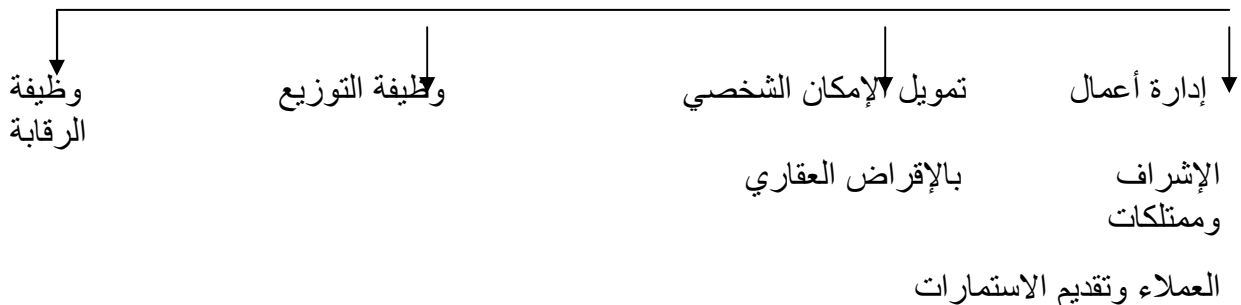 إدارة أعمال تمويل الإمكان الشخصي وظيفة التوزيع وظيفة
الرقابة
الإشراف بالإقراض العقاري
وممتلكات
العملاء وتقديم الاستمارات